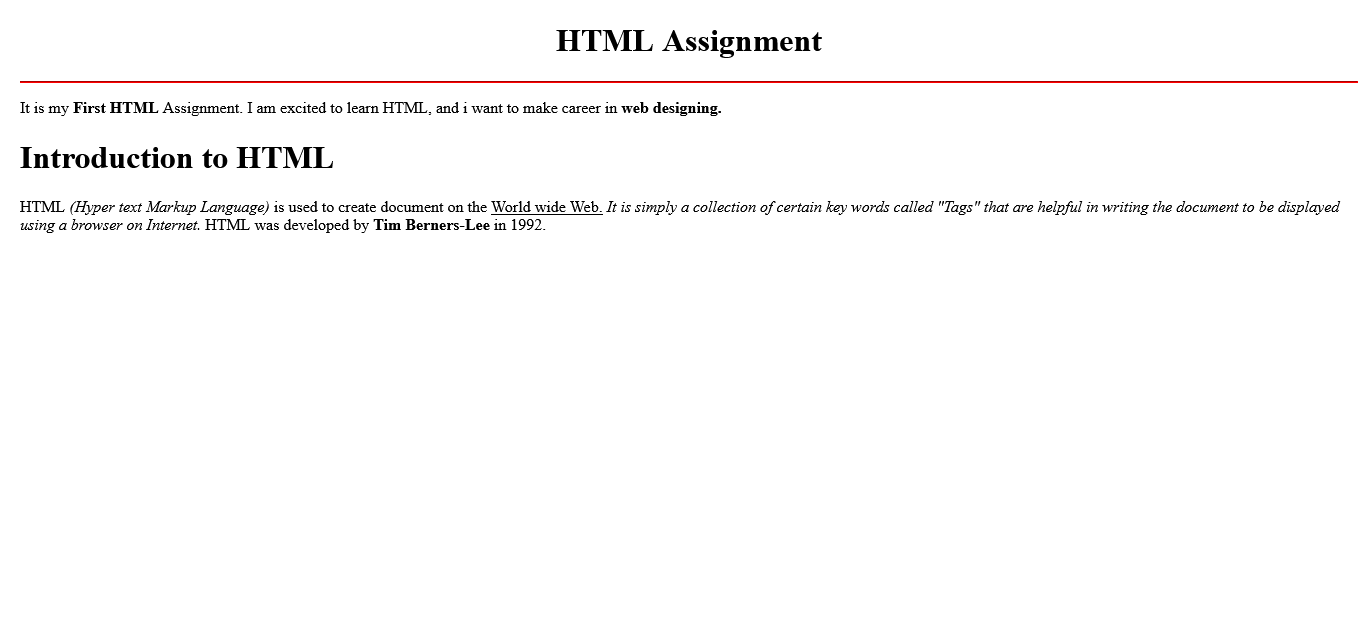 HTML Assignment
It is my First HTML Assignment. I am excited to learn HTML, and i want to make career in web designing.
Introduction to HTML
HTML (Hyper text Markup Language) is used to create document on the World wide Web. It is simply a collection of certain key words called "Tags" that are helpful in writing the document to be displayed
using a browser on Internet. HTML was developed by Tim Berners-Lee in 1992.